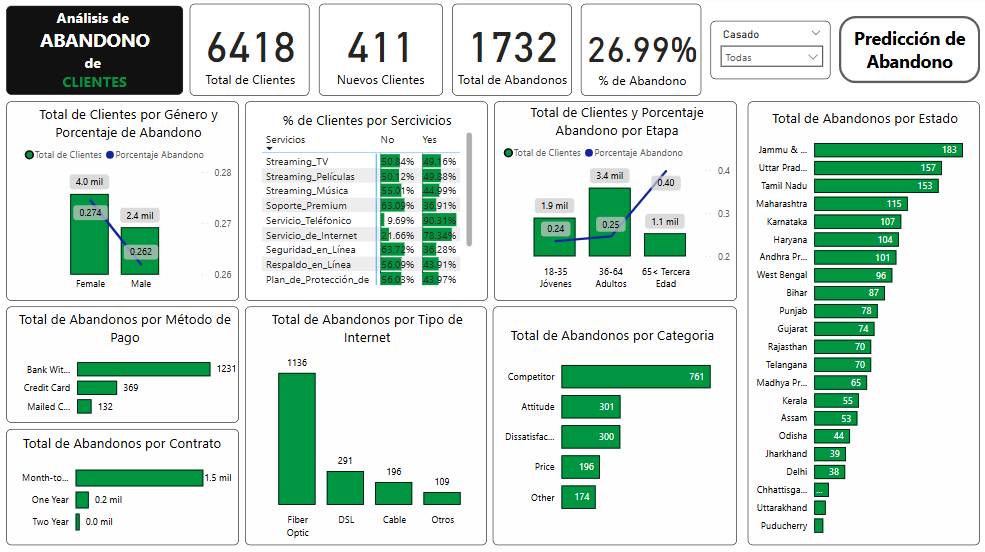 Análisis de
ABANDONO
de
CLIENTES
6418
Total de Clientes
411
Nuevos Clientes
1732
Total de Abandonos
26.99%
% de Abandono
Casado
Todas
Predicción de
Abandono
Total de Clientes por Género y
Porcentaje de Abandono
Total de Clientes Porcentaje Abandono
0.28
0.27
0.26
4.0 mil
0.274
2.4 mil
0.262
Female Male
% de Clientes por Sercivicios
Servicios No Yes
Streaming_TV 50.84% 49.16%
Streaming_Películas 50.12% 49.88%
Streaming_Música 55.01% 44.99%
Soporte_Premium 63.09% 36.91%
Servicio_Teléfonico 9.69% 90.31%
Servicio_de_Internet 21.66% 78.34%
Seguridad_en_Línea 63.72% 36.28%
Respaldo_en_Línea 56.09% 43.91%
Plan_de_Protección_de 56.03% 43.97%
Total de Clientes y Porcentaje
Abandono por Etapa
Total de Clientes Porcentaje Abandono
0.4
0.3
0.2
1.9 mil
0.24
3.4 mil
0.25
1.1 mil
0.40
18-35
Jóvenes
36-64
Adultos
65< Tercera
Edad
Total de Abandonos por Estado
Jammu & ... 183
Uttar Prad... 157
Tamil Nadu 153
Maharashtra 115
Karnataka 107
Haryana 104
Andhra Pr... 101
West Bengal 96
Bihar 87
Punjab 78
Gujarat 74
Rajasthan 70
Telangana 70
Madhya Pr... 65
Kerala 55
Assam 53
Odisha 44
Jharkhand 39
Delhi 38
Chhattisga... ...
Uttarakhand
Puducherry
Total de Abandonos por Método de
Pago
Bank Wit... 1231
Credit Card 369
Mailed C... 132
Total de Abandonos por Contrato
Month-to... 1.5 mil
One Year 0.2 mil
Two Year 0.0 mil
Total de Abandonos por Tipo de
Internet
1136
291
196
109
Fiber
Optic
DSL
Cable
Otros
Total de Abandonos por Categoria
Competitor 761
Attitude 301
Dissatisfac... 300
Price 196
Other 174